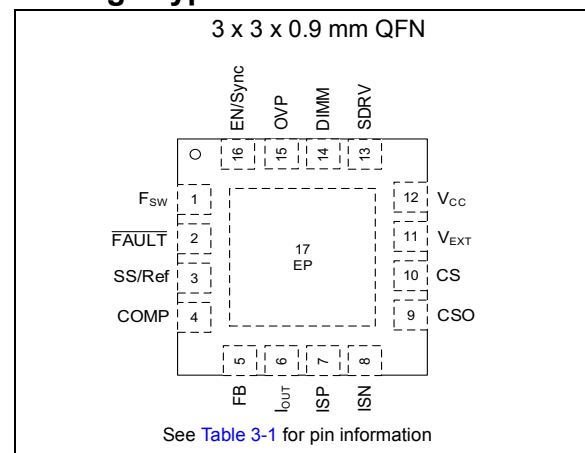 3 x 3 x 0.9 mm QFN
EN/Sync
OVP
DIMM
SDRV
16
15
14
13
FSW
1
12
VCC
FAULT
2
17
EP
11
VEXT
SS/Ref
3
10
CS
COMP
4
9
CSO
5
6
7
8
FB
IOUT
ISP
ISN
See Table 3-1 for pin information